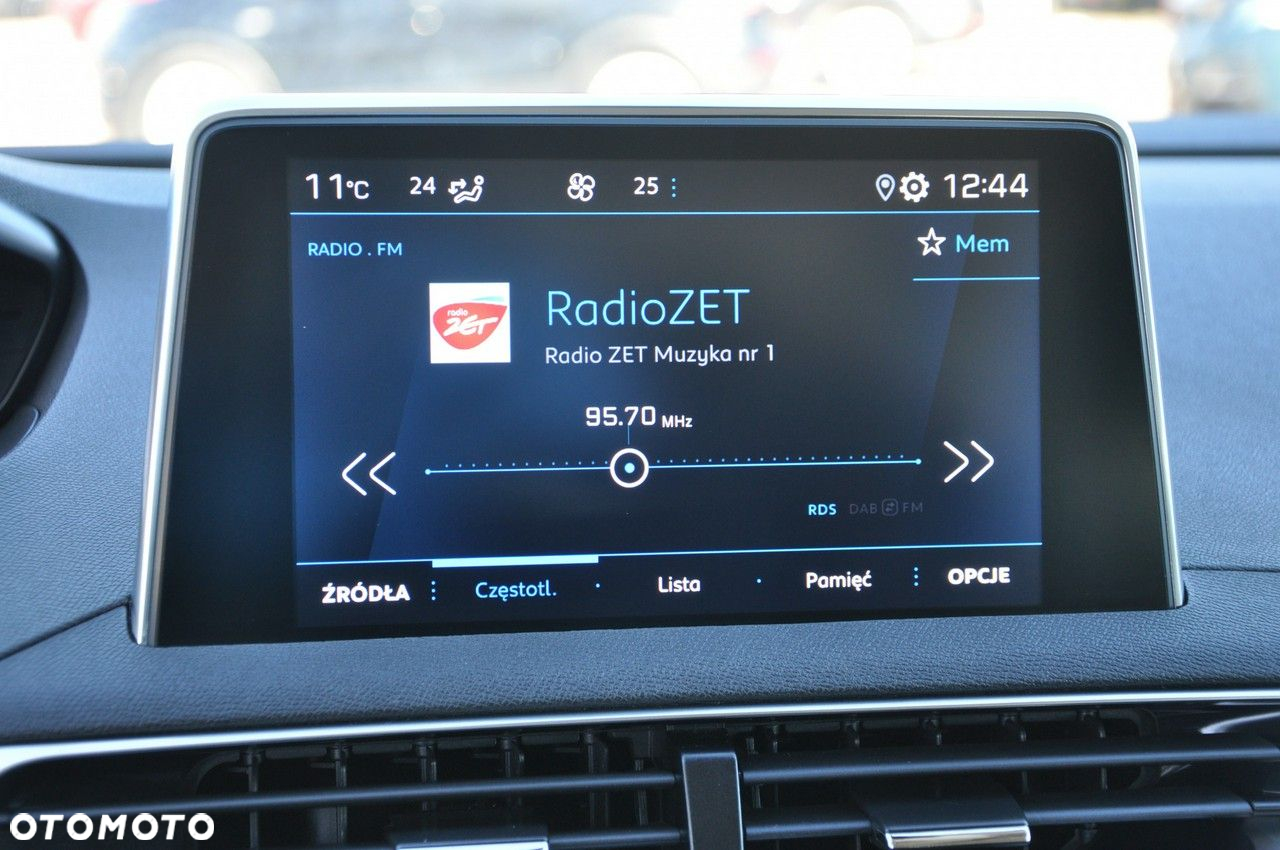 11°C 24 25 12:44
RADIO . FM
Mem
radio
ZET
RadioZET
Radio ZET Muzyka nr 1
95.70 MHz
RDS DAB FM
ŹRÓDŁA Częstotl. Lista Pamięć OPCJE
OTOMOTO